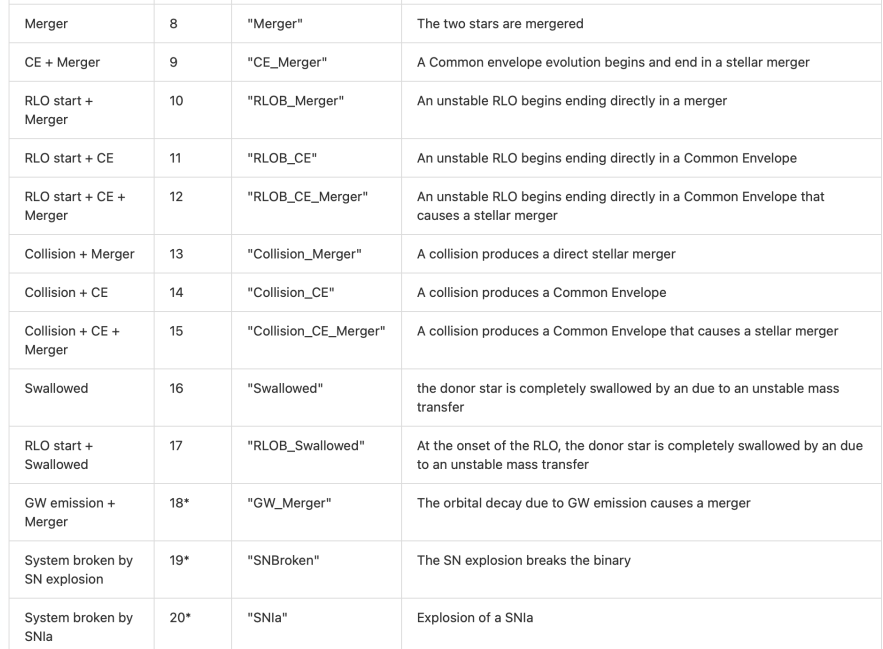 Merger 8 "Merger" The two stars are mergered
CE + Merger 9 "CE_Merger" A Common envelope evolution begins and end in a stellar merger
RLO start + 10 "RLOB_Merger" An unstable RLO begins ending directly in a merger
Merger
RLO start + CE 11 "RLOB_CE" An unstable RLO begins ending directly in a Common Envelope
RLO start + CE + 12 "RLOB_CE_Merger" An unstable RLO begins ending directly in a Common Envelope that
Merger causes a stellar merger
Collision + Merger 13 "Collision_Merger" A collision produces a direct stellar merger
Collision + CE 14 "Collision_CE" A collision produces a Common Envelope
Collision + CE + 15 "Collision_CE_Merger" A collision produces a Common Envelope that causes a stellar merger
Merger
Swallowed 16 "Swallowed" the donor star is completely swallowed by an due to an unstable mass
transfer
RLO start + 17 "RLOB_Swallowed" At the onset of the RLO, the donor star is completely swallowed by an due
Swallowed to an unstable mass transfer
GW emission + 18* "GW_Merger" The orbital decay due to GW emission causes a merger
Merger
System broken by 19* "SNBroken" The SN explosion breaks the binary
SN explosion
System broken by 20* "SNIa" Explosion of a SNIa
SNIa